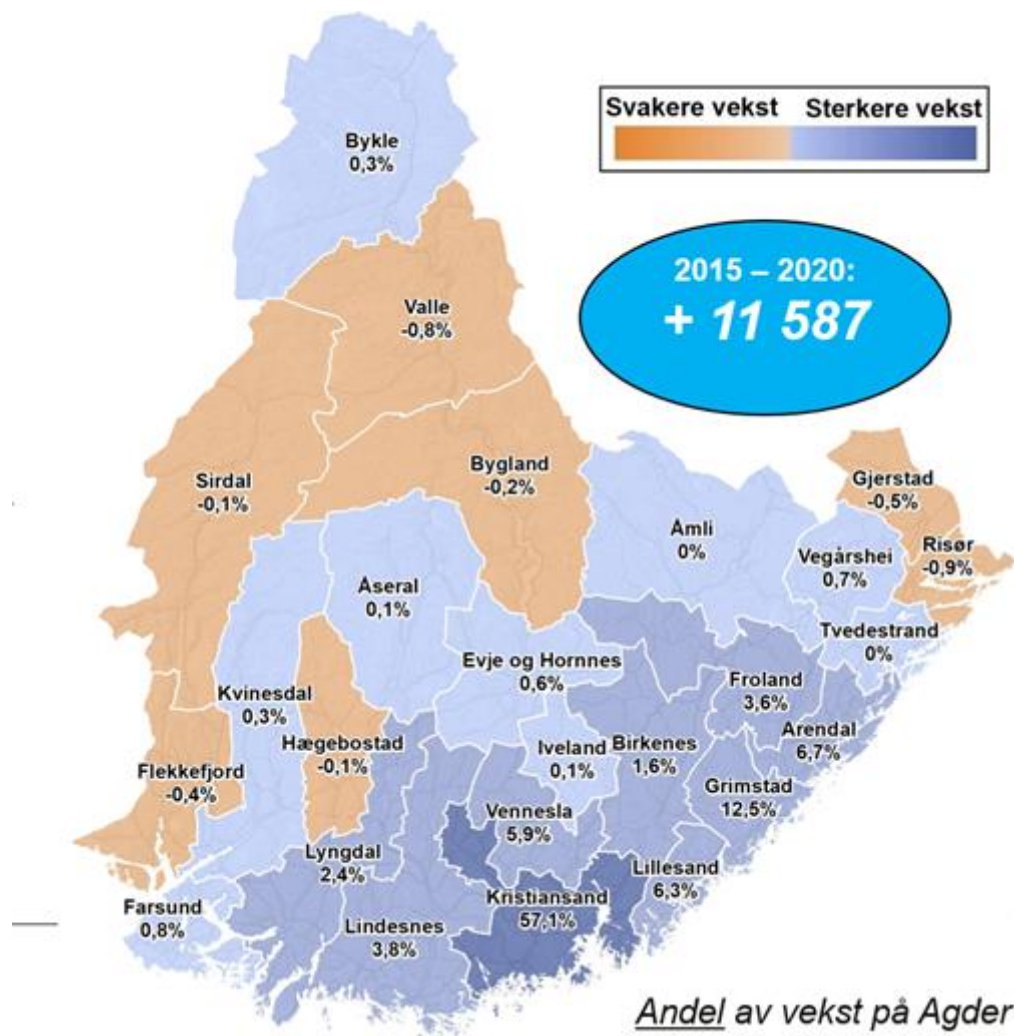 Svakere vekst Sterkere vekst
Bykle
0,3%
2015 – 2020:
+ 11 587
Valle
-0,8%
Sirdal
-0,1%
Bygland
-0,2%
Gjerstad
-0,5%
Åmli
0%
Vegårshei
0,7%
Risør
-0,9%
Åseral
0,1%
Tvedestrand
0%
Evje og Hornnes
0,6%
Froland
3,6%
Kvinesdal
0,3%
Arendal
6,7%
Hægebostad
-0,1%
Iveland
0,1%
Birkenes
1,6%
Flekkefjord
-0,4%
Grimstad
12,5%
Vennesla
5,9%
Lyngdal
2,4%
Lillesand
6,3%
Farsund
0,8%
Kristiansand
57,1%
Lindesnes
3,8%
Andel av vekst på Agder